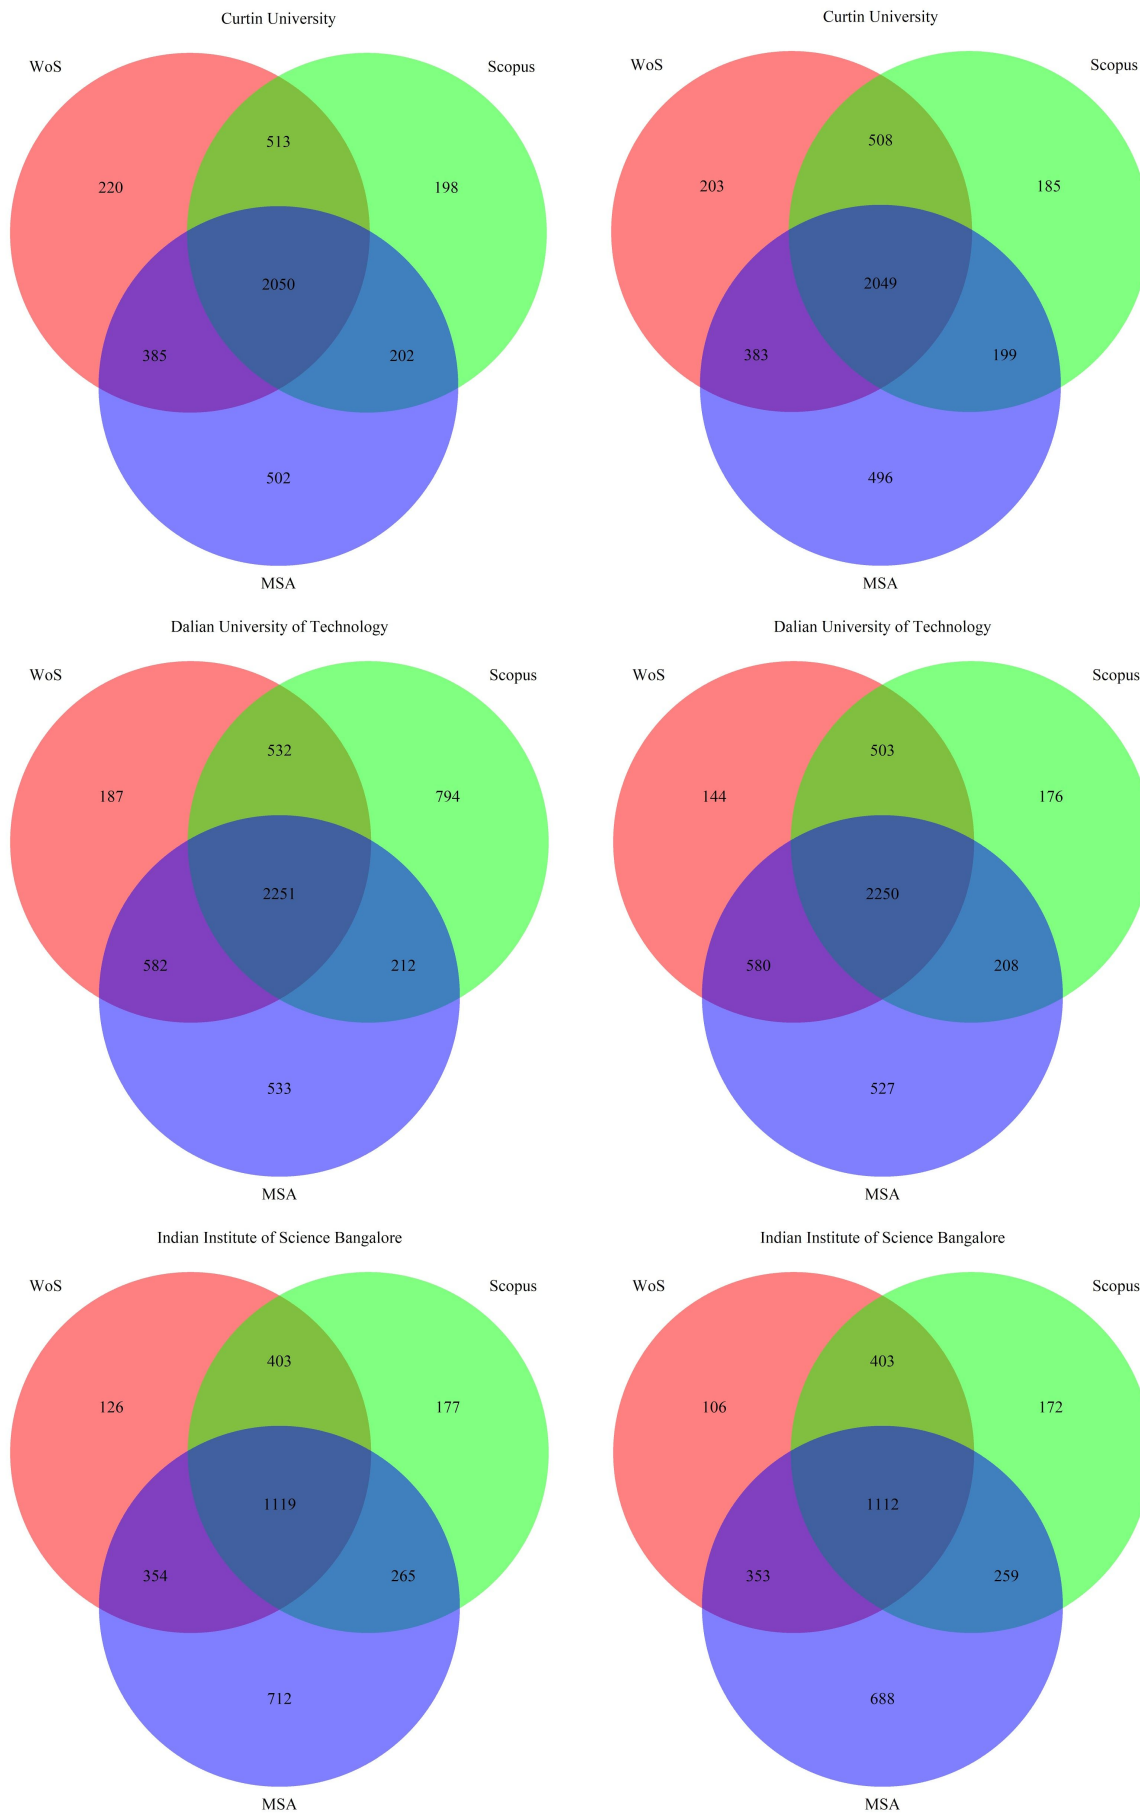 Curtin University
WoS
Scopus
513
220
198
2050
385
202
502
MSA
Curtin University
WoS
Scopus
508
203
185
2049
383
199
496
MSA
Dalian University of Technology
WoS
Scopus
532
187
794
2251
582
212
533
MSA
Dalian University of Technology
WoS
Scopus
503
144
176
2250
580
208
527
MSA
Indian Institute of Science Bangalore
WoS
Scopus
403
126
177
1119
354
265
712
MSA
Indian Institute of Science Bangalore
WoS
Scopus
403
106
172
1112
353
259
688
MSA